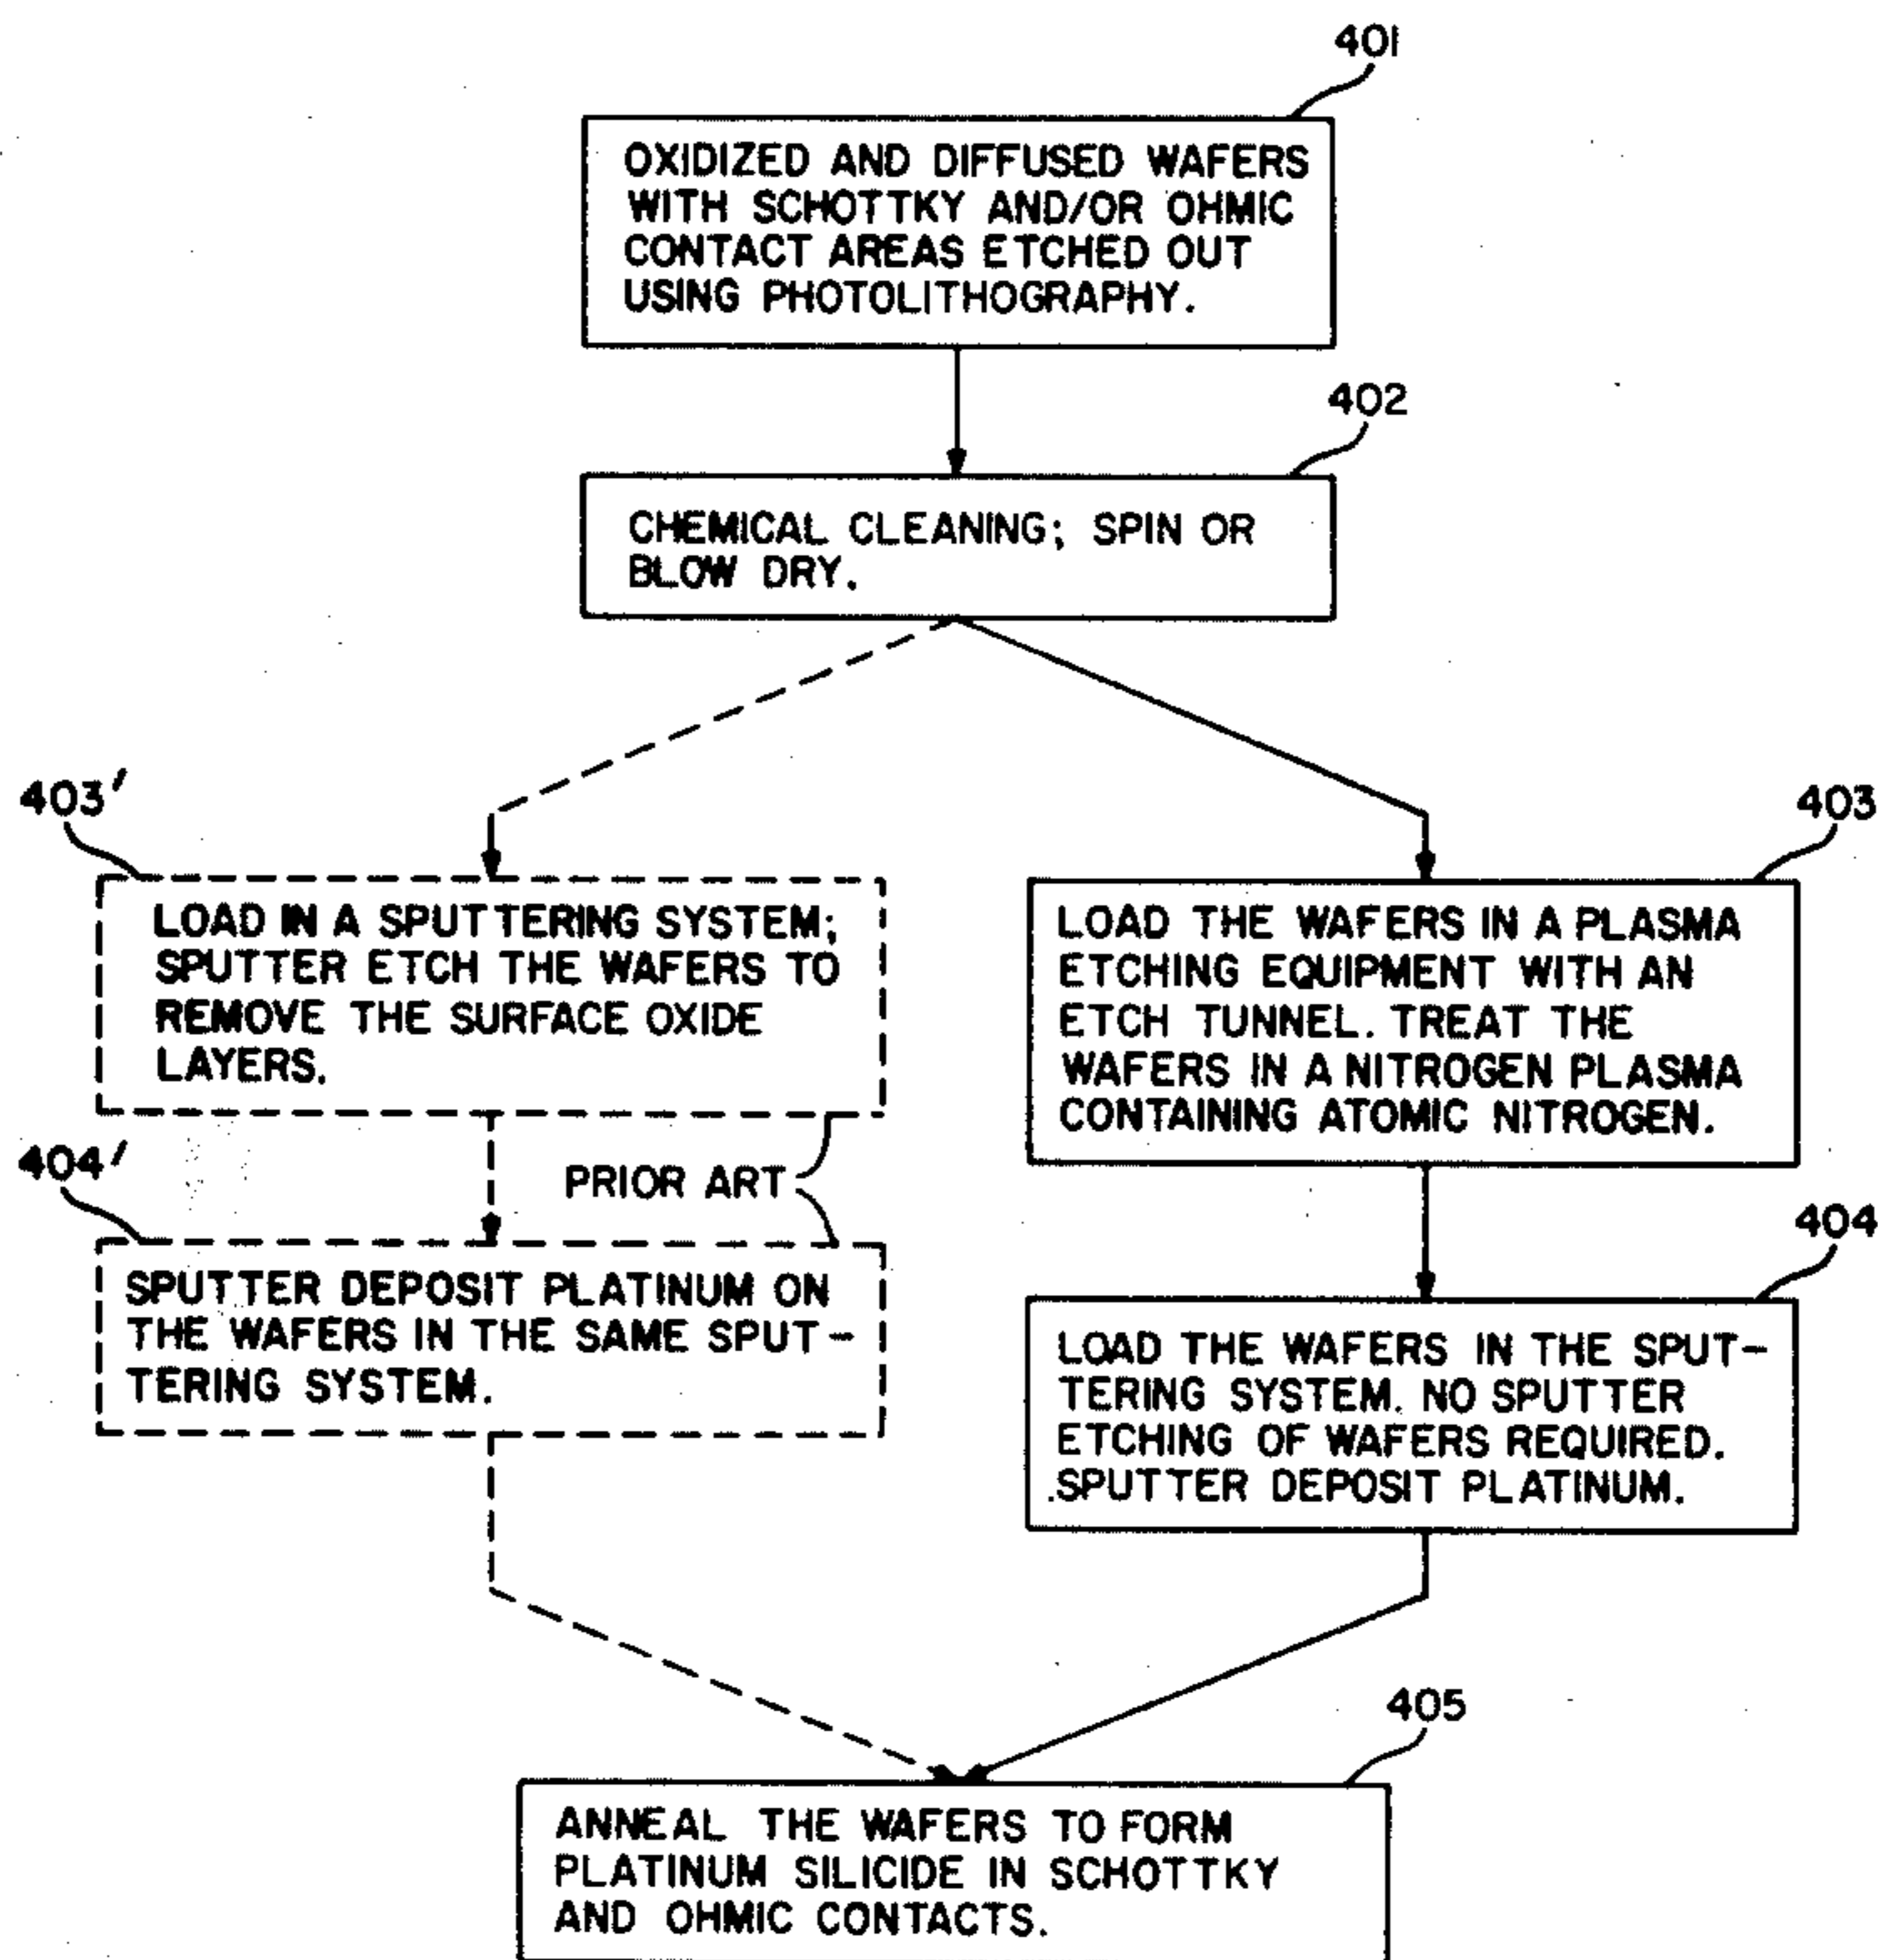 401
OXIDIZED AND DIFFUSED WAFERS
WITH SCHOTTKY AND/OR OHMIC
CONTACT AREAS ETCHED OUT
USING PHOTOLITHOGRAPHY.
402
CHEMICAL CLEANING; SPIN OR
BLOW DRY.
403'
LOAD IN A SPUTTERING SYSTEM;
SPUTTER ETCH THE WAFERS TO
REMOVE THE SURFACE OXIDE
LAYERS.
PRIOR ART
404'
SPUTTER DEPOSIT PLATINUM ON
THE WAFERS IN THE SAME SPUT-
TERING SYSTEM.
403
LOAD THE WAFERS IN A PLASMA
ETCHING EQUIPMENT WITH AN
ETCH TUNNEL. TREAT THE
WAFERS IN A NITROGEN PLASMA
CONTAINING ATOMIC NITROGEN.
404
LOAD THE WAFERS IN THE SPUT-
TERING SYSTEM. NO SPUTTER
ETCHING OF WAFERS REQUIRED.
SPUTTER DEPOSIT PLATINUM.
405
ANNEAL THE WAFERS TO FORM
PLATINUM SILICIDE IN SCHOTTKY
AND OHMIC CONTACTS.